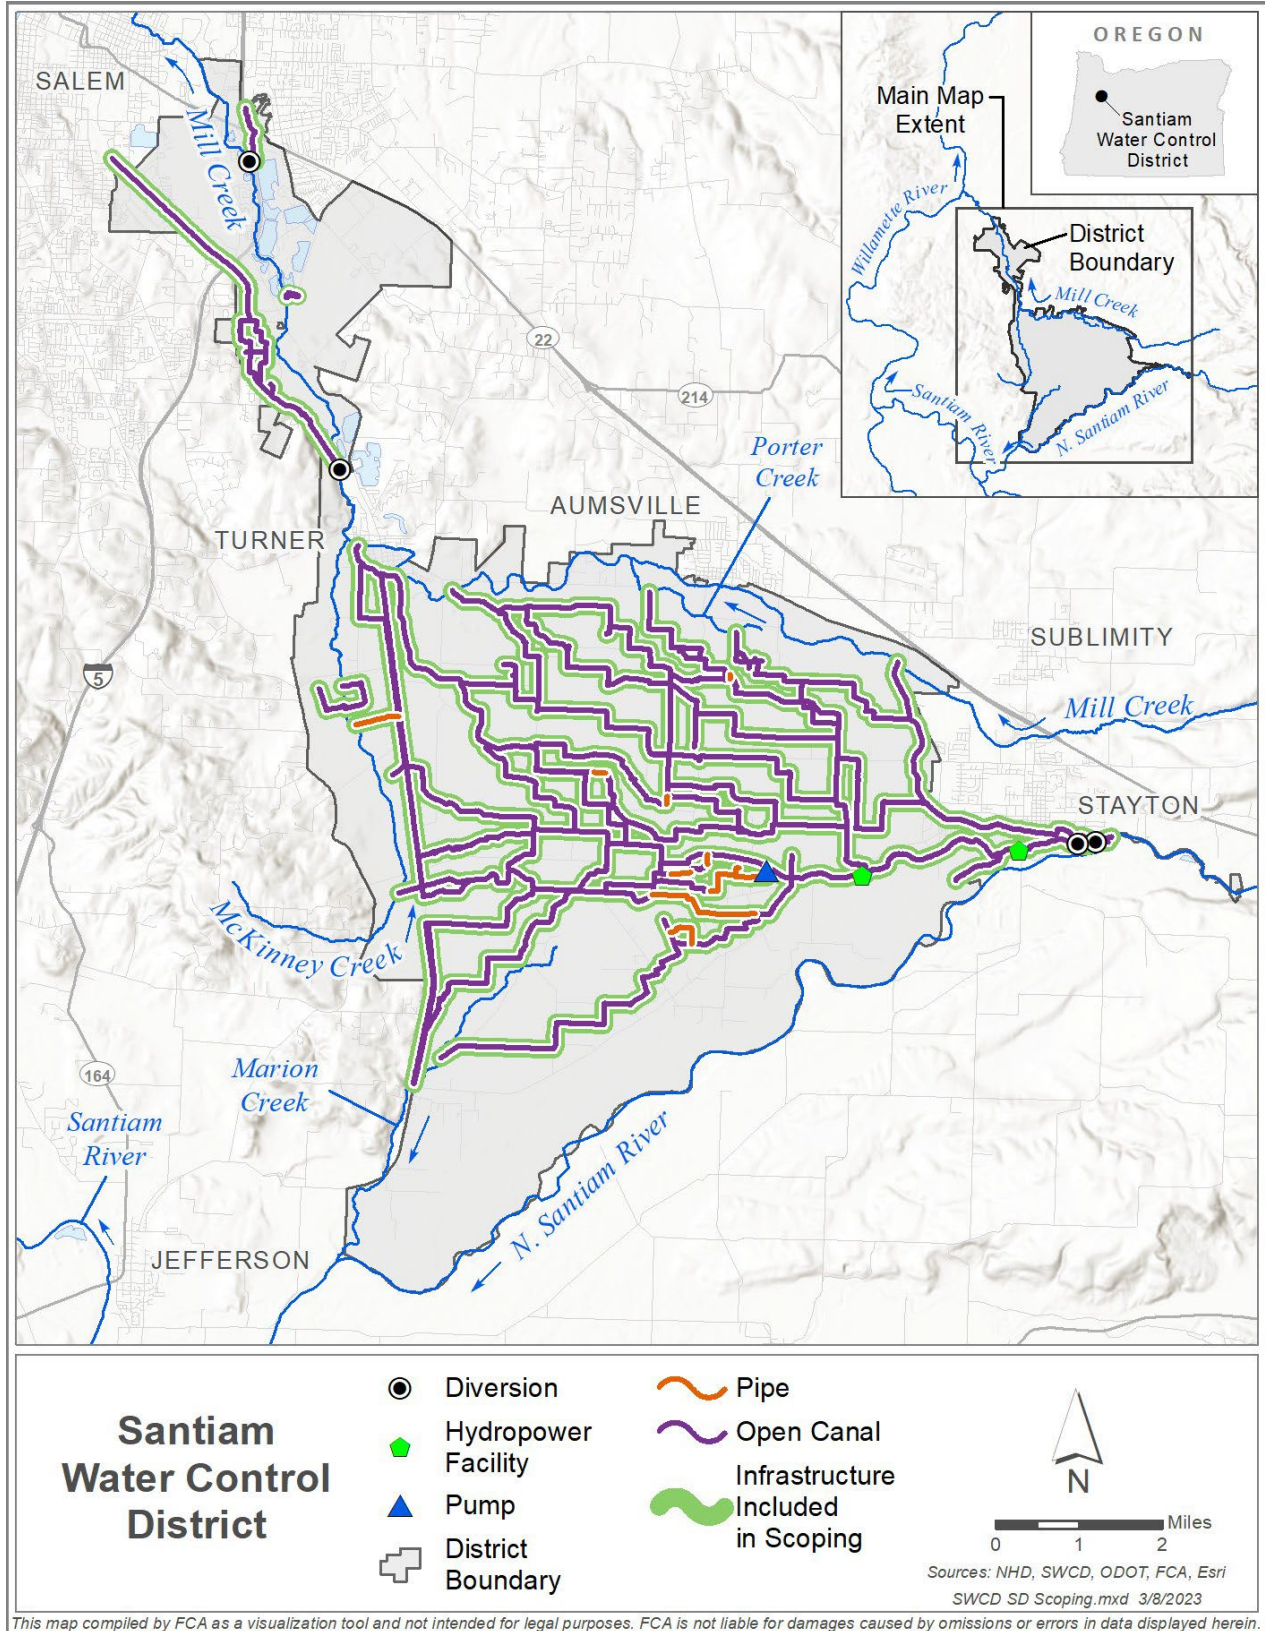 SALEM
Mill Creek
OREGON
Santiam
Water Control
District
Main Map
Extent
Willamette River
District
Boundary
Mill Creek
Santiam River
N. Santiam River
22
214
Porter
Creek
AUMSVILLE
TURNER
SUBLIMITY
5
Mill Creek
STAYTON
McKinney Creek
Marion
Creek
164
Santiam
River
N. Santiam River
JEFFERSON
Santiam
Water Control
District
Diversion
Hydropower
Facility
Pump
District
Boundary
Pipe
Open Canal
Infrastructure
Included
in Scoping
N
Miles
0 1 2
Sources: NHD, SWCD, ODOT, FCA, Esri
SWCD SD Scoping.mxd 3/8/2023
This map compiled by FCA as a visualization tool and not intended for legal purposes. FCA is not liable for damages caused by omissions or errors in data displayed herein.